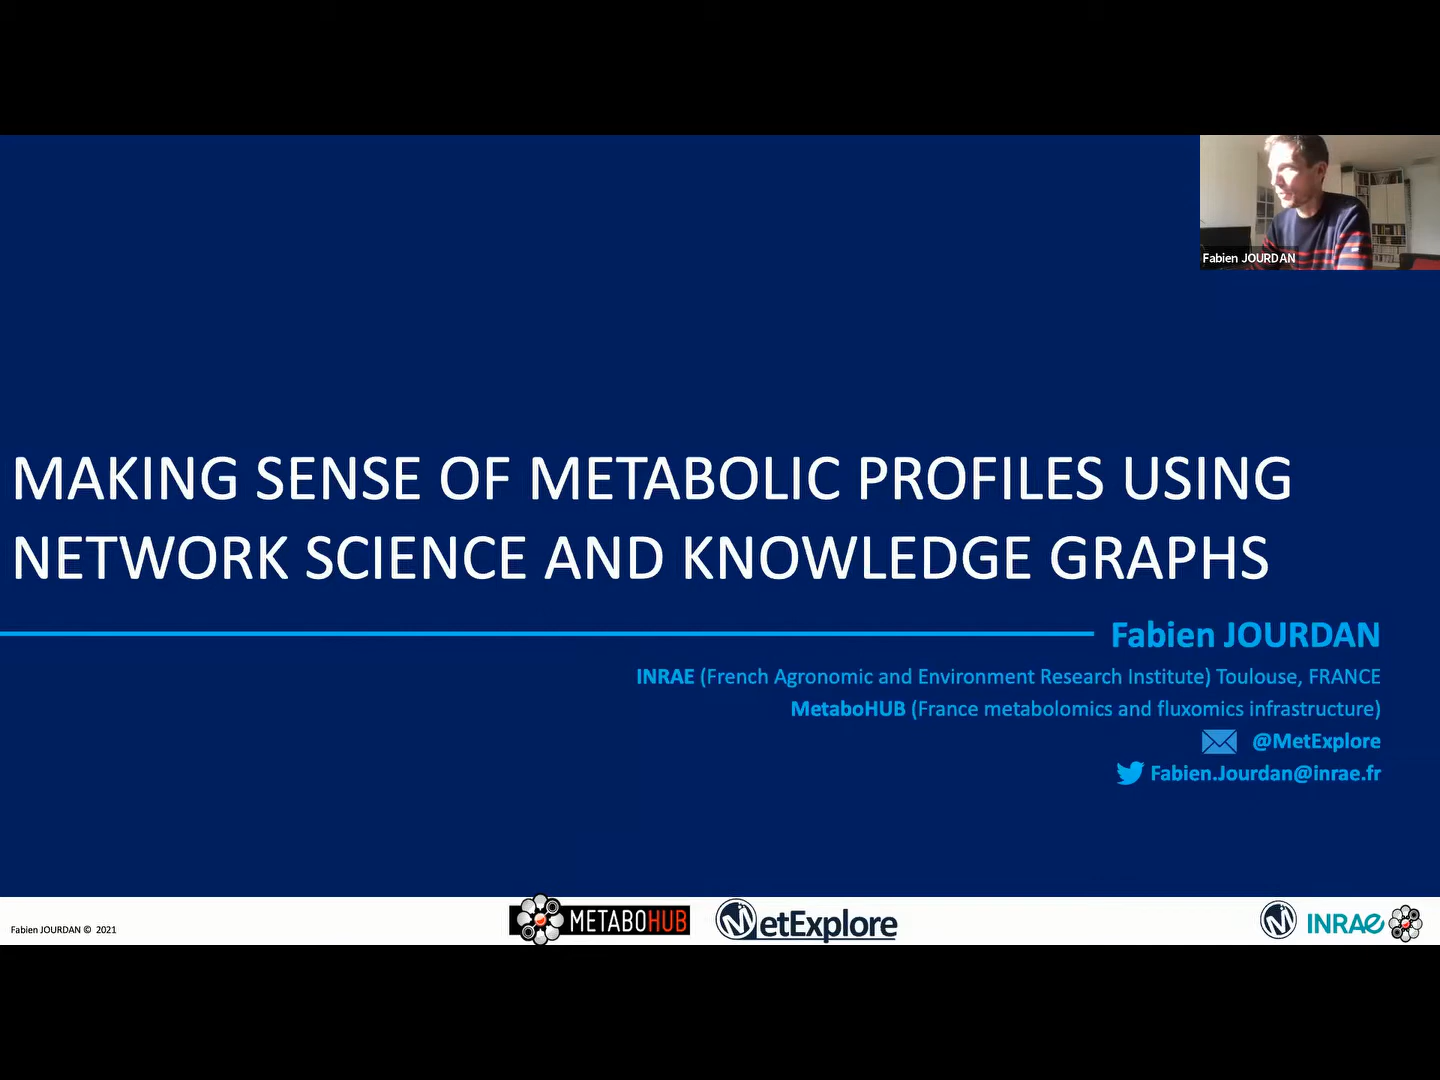 Fabien JOURDAN
MAKING SENSE OF METABOLIC PROFILES USING
NETWORK SCIENCE AND KNOWLEDGE GRAPHS
Fabien JOURDAN
INRAE (French Agronomic and Environment Research Institute) Toulouse, FRANCE
MetaboHUB (France metabolomics and fluxomics infrastructure)
@MetExplore
Fabien.Jourdan@inrae.fr
Fabien JOURDAN © 2021
METABOHUB
MetExplore
M
INRAE